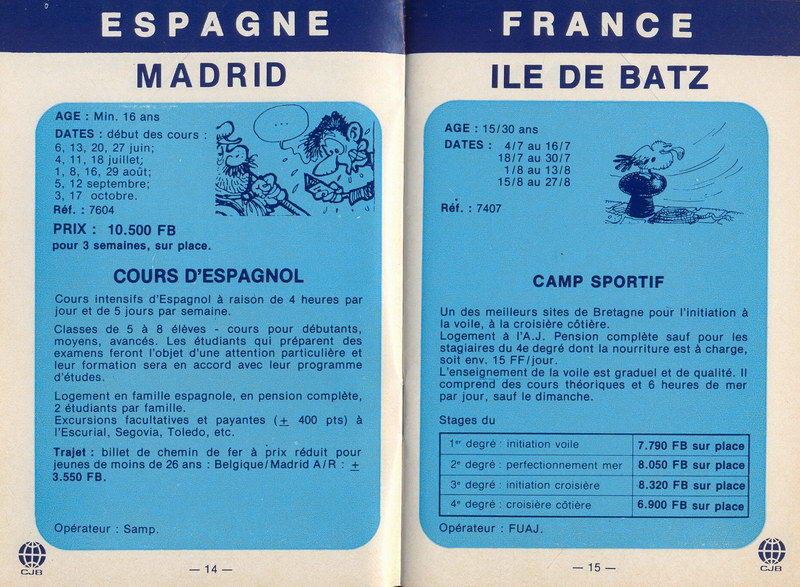 ESPAGNE
MADRID
AGE : Min. 16 ans
DATES : début des cours :
6, 13, 20, 27 juin;
4, 11, 18 juillet;
1, 8, 16, 29 août;
5, 12 septembre;
3, 17 octobre.
Réf. : 7604
PRIX : 10.500 FB
pour 3 semaines, sur place.
...
COURS D'ESPAGNOL
Cours intensifs d'Espagnol à raison de 4 heures par
jour et de 5 jours par semaine.
Classes de 5 à 8 élèves - cours pour débutants,
moyens, avancés. Les étudiants qui préparent des
examens feront l'objet d'une attention particulière et
leur formation sera en accord avec leur programme
d'études.
Logement en famille espagnole, en pension complète,
2 étudiants par famille.
Excursions facultatives et payantes (± 400 pts) à
l'Escurial, Segovia, Toledo, etc.
Trajet : billet de chemin de fer à prix réduit pour
jeunes de moins de 26 ans : Belgique/Madrid A/R : ±
3.550 FB.
Opérateur : Samp.
CJB
— 14 —
FRANCE
ILE DE BATZ
AGE : 15/30 ans
DATES : 4/7 au 16/7
18/7 au 30/7
1/8 au 13/8
15/8 au 27/8
Réf. : 7407
CAMP SPORTIF
Un des meilleurs sites de Bretagne pour l'initiation à
la voile, à la croisière côtière.
Logement à l'A.J. Pension complète sauf pour les
stagiaires du 4e degré dont la nourriture est à charge,
soit env. 15 FF/jour.
L'enseignement de la voile est graduel et de qualité. Il
comprend des cours théoriques et 6 heures de mer
par jour, sauf le dimanche.
Stages du
1er degré : initiation voile 7.790 FB sur place
2e degré : perfectionnement mer 8.050 FB sur place
3e degré : initiation croisière 8.320 FB sur place
4e degré : croisière côtière 6.900 FB sur place
Opérateur : FUAJ.
— 15 —
CJB